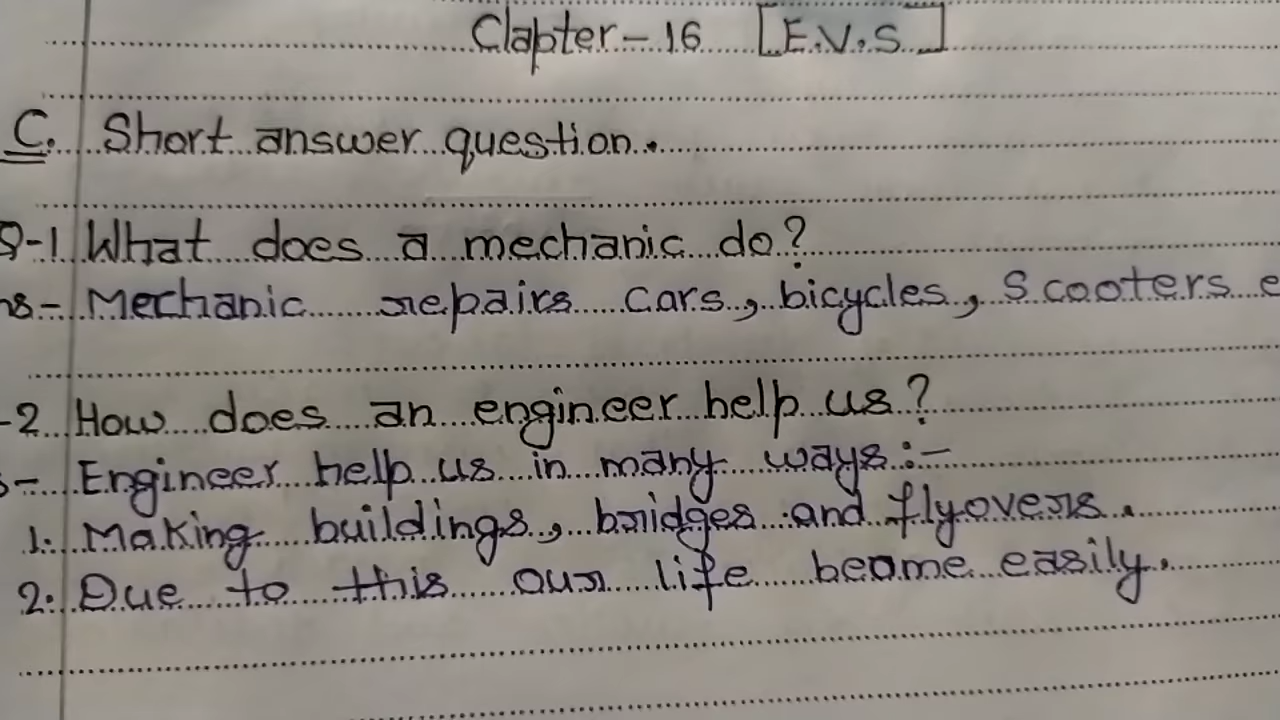 Clapter - 16 [E.V.S]
C. Short answer question.
Q-1 What does a mechanic do?
ns - Mechanic repairs cars, bicycles, Scooters e
-2 How does an engineer help us?
s - Engineer help us in many ways:-
1. Making buildings, bridges and flyovers.
2. Due to this our life beome easily.